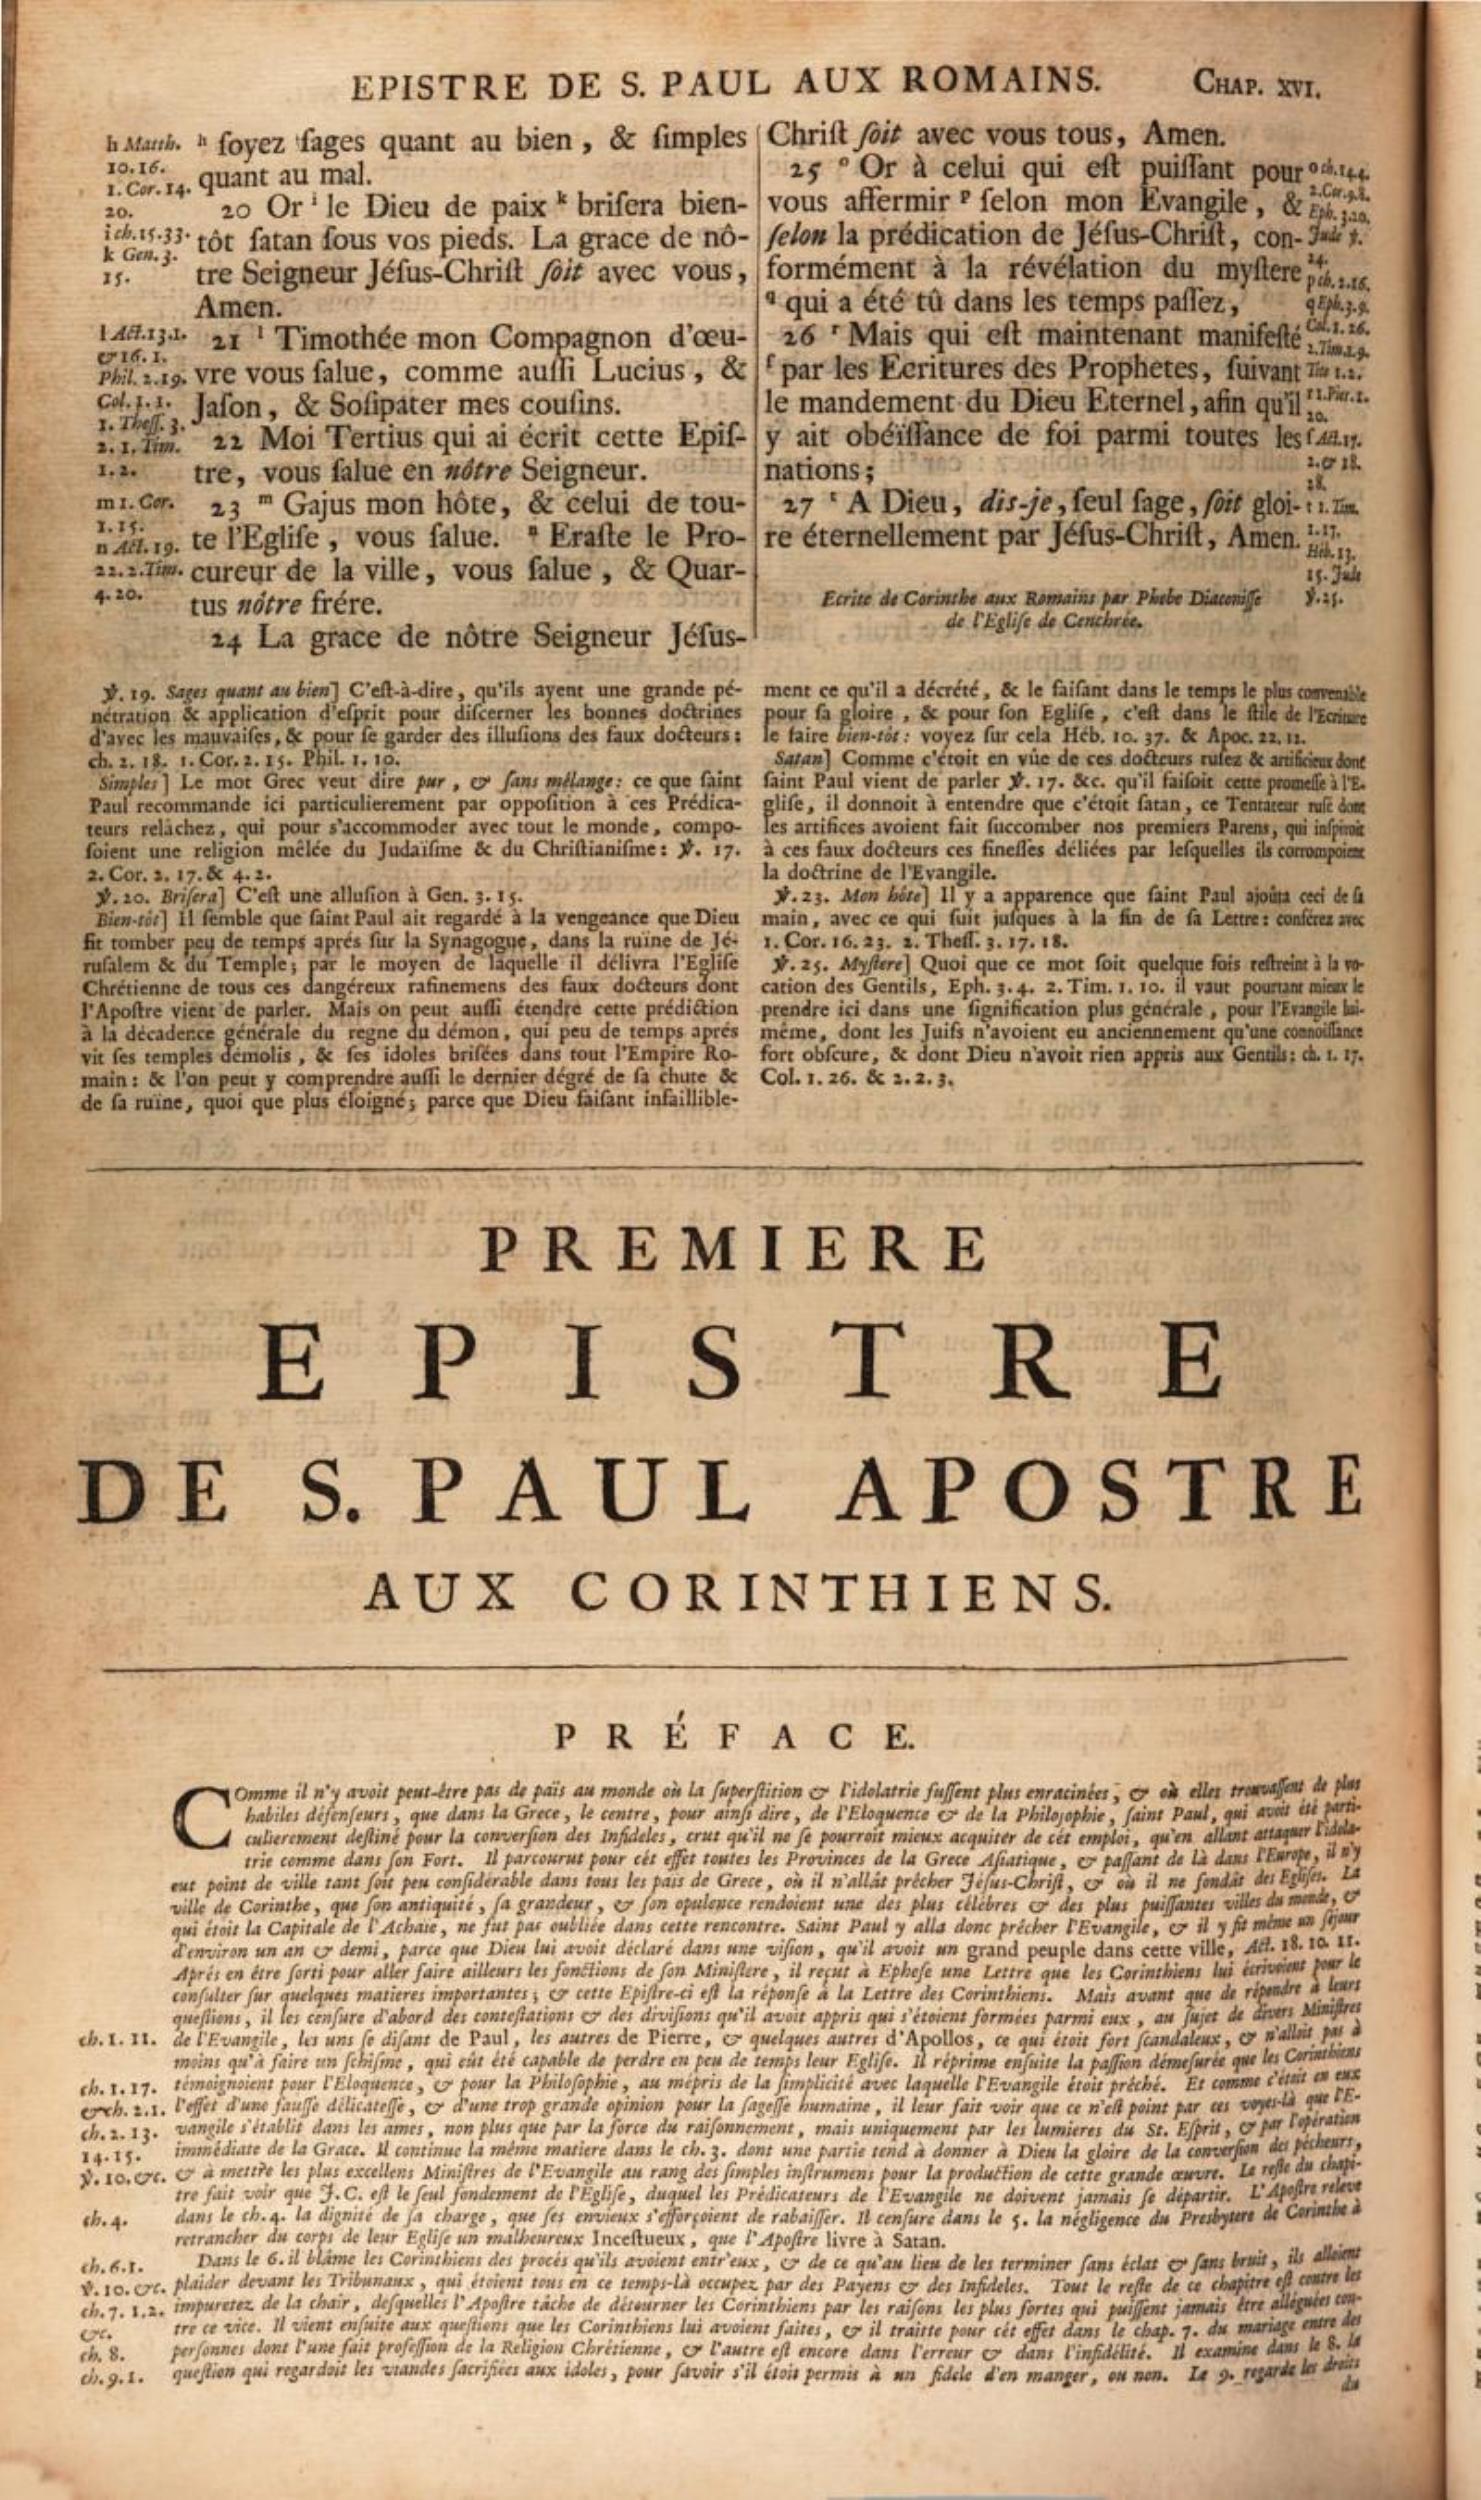 EPISTRE DE S. PAUL AUX ROMAINS. CHAP. XVI.
h Matth.
10. 16.
1. Cor. 14.
20.
i ch. 15. 33.
k Gen. 3.
15.
l Act. 13. 1.
& 16. 1.
Phil. 2. 19.
Col. 1. 1.
1. Theſſ. 3.
2. 1. Tim.
1. 2.
m 1. Cor.
1. 15.
n Act. 19.
22. 2. Tim.
4. 20.
h ſoyez ſages quant au bien, & ſimples
quant au mal.
20 Or i le Dieu de paix k briſera bien-
tôt ſatan ſous vos pieds. La grace de nô-
tre Seigneur Jéſus-Chriſt ſoit avec vous,
Amen.
21 l Timothée mon Compagnon d'œu-
vre vous ſalue, comme auſſi Lucius, &
Jaſon, & Soſipater mes couſins.
22 Moi Tertius qui ai écrit cette Epiſ-
tre, vous ſalue en nôtre Seigneur.
23 m Gajus mon hôte, & celui de tou-
te l'Egliſe, vous ſalue. n Eraſte le Pro-
cureur de la ville, vous ſalue, & Quar-
tus nôtre frére.
24 La grace de nôtre Seigneur Jéſus-
Chriſt ſoit avec vous tous, Amen.
25 o Or à celui qui eſt puiſſant pour
vous affermir p ſelon mon Evangile, &
ſelon la prédication de Jéſus-Chriſt, con-
formément à la révélation du myſtere
q qui a été tû dans les temps paſſez,
26 r Mais qui eſt maintenant manifeſté
ſ par les Ecritures des Prophetes, ſuivant
le mandement du Dieu Eternel, afin qu'il
y ait obéïſſance de foi parmi toutes les
nations;
27 t A Dieu, dis-je, ſeul ſage, ſoit gloi-
re éternellement par Jéſus-Chriſt, Amen.
Ecrite de Corinthe aux Romains par Phebe Diaconiſſe
de l'Egliſe de Cenchrée.
Eph. 3. 20.
Jude ℣.
24.
p ch. 2. 16.
q Eph. 3. 9.
Col. 1. 26.
2. Tim. 1. 9.
Tite 1. 2.
r 1. Pier. 1.
20.
ſ Act. 17.
2. & 18.
28.
t 1. Tim.
1. 17.
Héb. 13.
15. Jude
℣. 25.
℣. 19. Sages quant au bien] C'eſt-à-dire, qu'ils ayent une grande pé-
nétration & application d'eſprit pour diſcerner les bonnes doctrines
d'avec les mauvaiſes, & pour ſe garder des illuſions des faux docteurs:
ch. 2. 18. 1. Cor. 2. 15. Phil. 1. 10.
Simples] Le mot Grec veut dire pur, & ſans mêlange: ce que ſaint
Paul recommande ici particulierement par oppoſition à ces Prédica-
teurs relâchez, qui pour s'accommoder avec tout le monde, compo-
ſoient une religion mêlée du Judaïſme & du Chriſtianiſme: ℣. 17.
2. Cor. 2. 17. & 4. 2.
℣. 20. Briſera] C'eſt une alluſion à Gen. 3. 15.
Bien-tôt] Il ſemble que ſaint Paul ait regardé à la vengeance que Dieu
fit tomber peu de temps aprés ſur la Synagogue, dans la ruïne de Jé-
ruſalem & du Temple; par le moyen de laquelle il délivra l'Egliſe
Chrétienne de tous ces dangéreux rafinemens des faux docteurs dont
l'Apoſtre vient de parler. Mais on peut auſſi étendre cette prédiction
à la décadence générale du regne du démon, qui peu de temps aprés
vit ſes temples démolis, & ſes idoles briſées dans tout l'Empire Ro-
main: & l'on peut y comprendre auſſi le dernier dégré de ſa chute &
de ſa ruïne, quoi que plus éloigné; parce que Dieu faiſant infaillible-
ment ce qu'il a décrété, & le faiſant dans le temps le plus convenable
pour ſa gloire, & pour ſon Egliſe, c'eſt dans le ſtile de l'Ecriture
le faire bien-tôt: voyez ſur cela Héb. 10. 37. & Apoc. 22. 12.
Satan] Comme c'étoit en vûe de ces docteurs ruſez & artificieux dont
ſaint Paul vient de parler ℣. 17. &c. qu'il faiſoit cette promeſſe à l'E-
gliſe, il donnoit à entendre que c'étoit ſatan, ce Tentateur ruſé dont
les artifices avoient fait ſuccomber nos premiers Parens, qui inſpiroit
à ces faux docteurs ces fineſſes déliées par leſquelles ils corrompoient
la doctrine de l'Evangile.
℣. 23. Mon hôte] Il y a apparence que ſaint Paul ajoûta ceci de ſa
main, avec ce qui ſuit juſques à la fin de ſa Lettre: conférez avec
1. Cor. 16. 23. 2. Theſſ. 3. 17. 18.
℣. 25. Myſtere] Quoi que ce mot ſoit quelque fois reſtreint à la vo-
cation des Gentils, Eph. 3. 4. 2. Tim. 1. 10. il vaut pourtant mieux le
prendre ici dans une ſignification plus générale, pour l'Evangile lui-
même, dont les Juifs n'avoient eu anciennement qu'une connoiſſance
fort obſcure, & dont Dieu n'avoit rien appris aux Gentils: ch. 1. 17.
Col. 1. 26. & 2. 2. 3.
PREMIERE
EPISTRE
DE S. PAUL APOSTRE
AUX CORINTHIENS.
PRÉFACE.
Comme il n'y avoit peut-être pas de païs au monde où la ſuperſtition & l'idolatrie fuſſent plus enracinées, & où elles trouvaſſent de plus
habiles défenſeurs, que dans la Grece, le centre, pour ainſi dire, de l'Eloquence & de la Philoſophie, ſaint Paul, qui avoit été parti-
culierement deſtiné pour la converſion des Infideles, crut qu'il ne ſe pourroit mieux acquiter de cét emploi, qu'en allant attaquer l'idola-
trie comme dans ſon Fort. Il parcourut pour cét effet toutes les Provinces de la Grece Aſiatique, & paſſant de là dans l'Europe, il n'y
eut point de ville tant ſoit peu conſidérable dans tous les païs de Grece, où il n'allât prêcher Jéſus-Chriſt, & où il ne fondât des Egliſes. La
ville de Corinthe, que ſon antiquité, ſa grandeur, & ſon opulence rendoient une des plus célébres & des plus puiſſantes villes du monde, &
qui étoit la Capitale de l'Achaïe, ne fut pas oubliée dans cette rencontre. Saint Paul y alla donc prêcher l'Evangile, & il y fit même un ſéjour
d'environ un an & demi, parce que Dieu lui avoit déclaré dans une viſion, qu'il avoit un grand peuple dans cette ville, Act. 18. 10. 11.
Aprés en être ſorti pour aller faire ailleurs les fonctions de ſon Miniſtere, il reçut à Epheſe une Lettre que les Corinthiens lui écrivoient pour le
conſulter ſur quelques matieres importantes; & cette Epiſtre-ci eſt la réponſe à la Lettre des Corinthiens. Mais avant que de répondre à leurs
queſtions, il les cenſure d'abord des conteſtations & des diviſions qu'il avoit appris qui s'étoient formées parmi eux, au ſujet de divers Miniſtres
ch. 1. 11. de l'Evangile, les uns ſe diſant de Paul, les autres de Pierre, & quelques autres d'Apollos, ce qui étoit fort ſcandaleux, & n'alloit pas à
moins qu'à faire un ſchiſme, qui eût été capable de perdre en peu de temps leur Egliſe. Il réprime enſuite la paſſion démeſurée que les Corinthiens
ch. 1. 17. témoignoient pour l'Eloquence, & pour la Philoſophie, au mépris de la ſimplicité avec laquelle l'Evangile étoit prêché. Et comme c'étoit en eux
& ch. 2. 1. l'effet d'une fauſſe délicateſſe, & d'une trop grande opinion pour la ſageſſe humaine, il leur fait voir que ce n'eſt point par ces voyes-là que l'E-
ch. 2. 13. vangile s'établit dans les ames, non plus que par la force du raiſonnement, mais uniquement par les lumieres du St. Eſprit, & par l'opération
14. 15. immédiate de la Grace. Il continue la même matiere dans le ch. 3. dont une partie tend à donner à Dieu la gloire de la converſion des pécheurs,
℣. 10. &c. & à mettre les plus excellens Miniſtres de l'Evangile au rang des ſimples inſtrumens pour la production de cette grande œuvre. Le reſte du chapi-
tre fait voir que J. C. eſt le ſeul fondement de l'Egliſe, duquel les Prédicateurs de l'Evangile ne doivent jamais ſe départir. L'Apoſtre releve
ch. 4. dans le ch. 4. la dignité de ſa charge, que ſes envieux s'efforçoient de rabaiſſer. Il cenſure dans le 5. la négligence du Presbytere de Corinthe à
retrancher du corps de leur Egliſe un malheureux Inceſtueux, que l'Apoſtre livre à Satan.
ch. 6. 1. Dans le 6. il blâme les Corinthiens des procés qu'ils avoient entr'eux, & de ce qu'au lieu de les terminer ſans éclat & ſans bruit, ils alloient
℣. 10. &c. plaider devant les Tribunaux, qui étoient tous en ce temps-là occupez par des Payens & des Infideles. Tout le reſte de ce chapitre eſt contre les
ch. 7. 1. 2. impuretez de la chair, deſquelles l'Apoſtre tâche de détourner les Corinthiens par les raiſons les plus fortes qui puiſſent jamais être alléguées con-
&c. tre ce vice. Il vient enſuite aux queſtions que les Corinthiens lui avoient faites, & il traitte pour cét effet dans le chap. 7. du mariage entre des
ch. 8. perſonnes dont l'une fait profeſſion de la Religion Chrétienne, & l'autre eſt encore dans l'erreur & dans l'infidélité. Il examine dans le 8. la
ch. 9. 1. queſtion qui regardoit les viandes ſacrifiées aux idoles, pour ſavoir s'il étoit permis à un fidele d'en manger, ou non. Le 9. regarde les droits
du